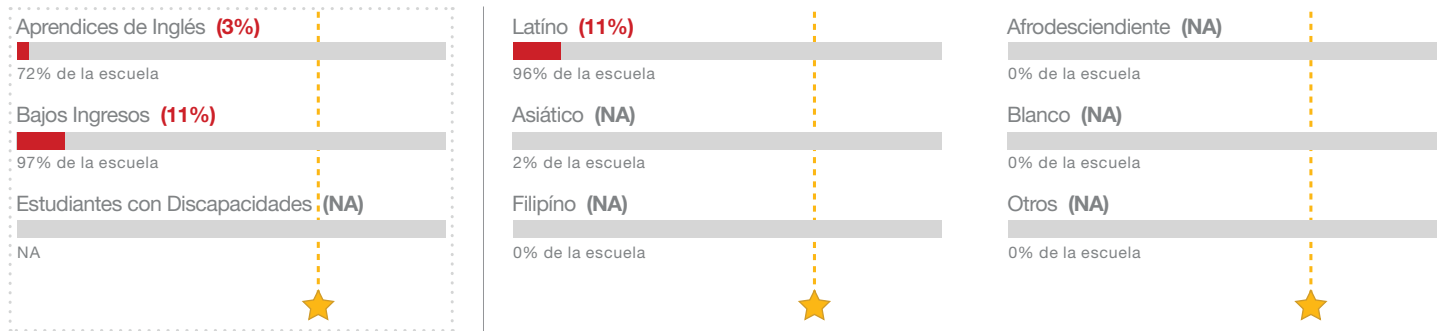 Aprendices de Inglés (3%)
72% de la escuela
Bajos Ingresos (11%)
97% de la escuela
Estudiantes con Discapacidades (NA)
NA
Latíno (11%)
96% de la escuela
Asiático (NA)
2% de la escuela
Filipíno (NA)
0% de la escuela
Afrodesciendiente (NA)
0% de la escuela
Blanco (NA)
0% de la escuela
Otros (NA)
0% de la escuela